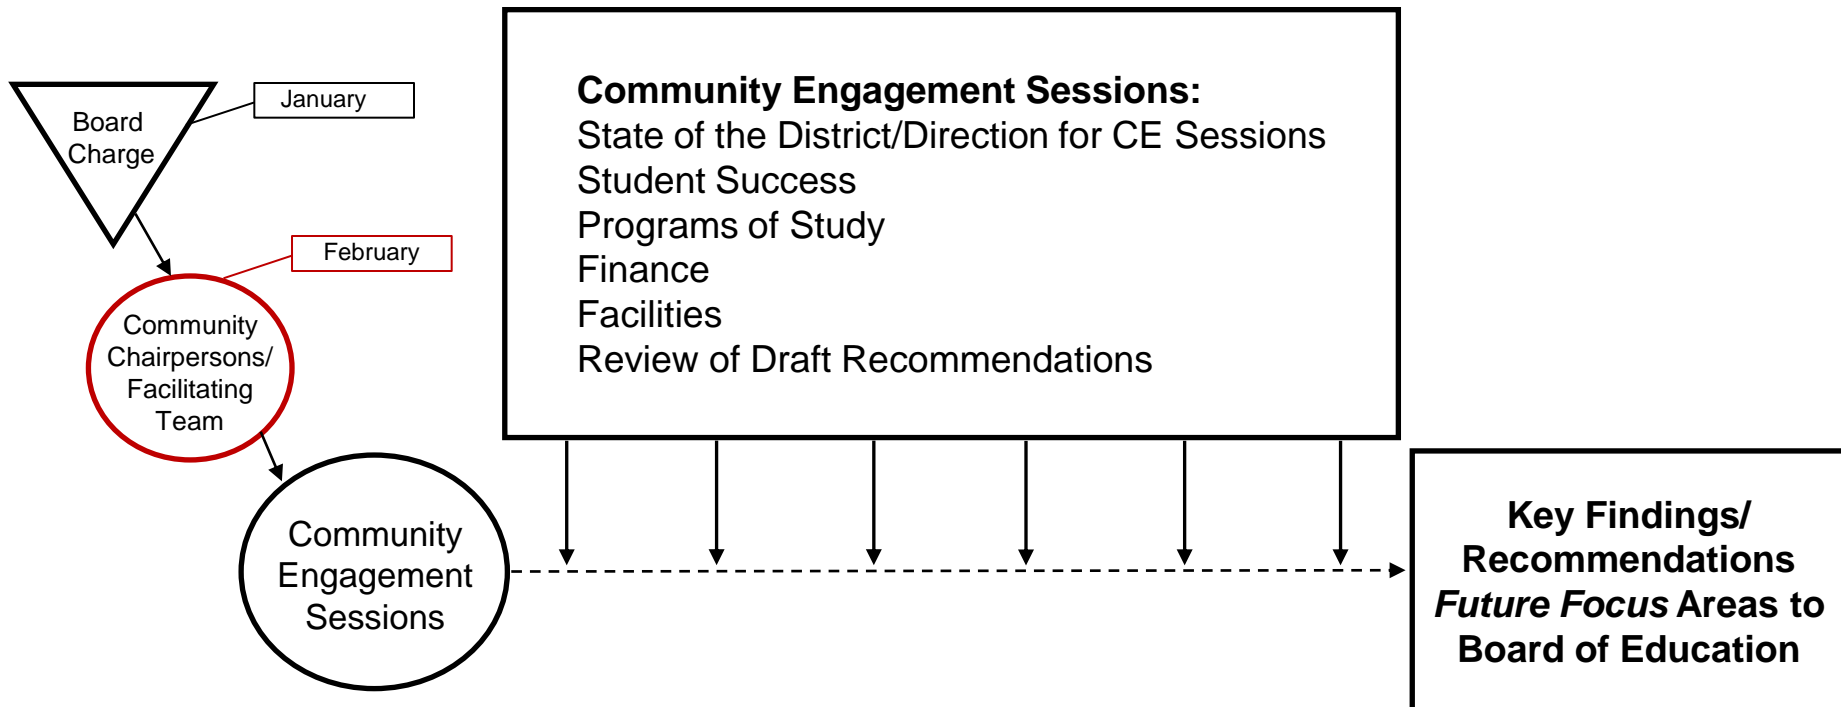 Board
Charge
January
February
Community
Chairpersons/
Facilitating
Team
Community
Engagement
Sessions
Community Engagement Sessions:
State of the District/Direction for CE Sessions
Student Success
Programs of Study
Finance
Facilities
Review of Draft Recommendations
Key Findings/
Recommendations
Future Focus Areas to
Board of Education